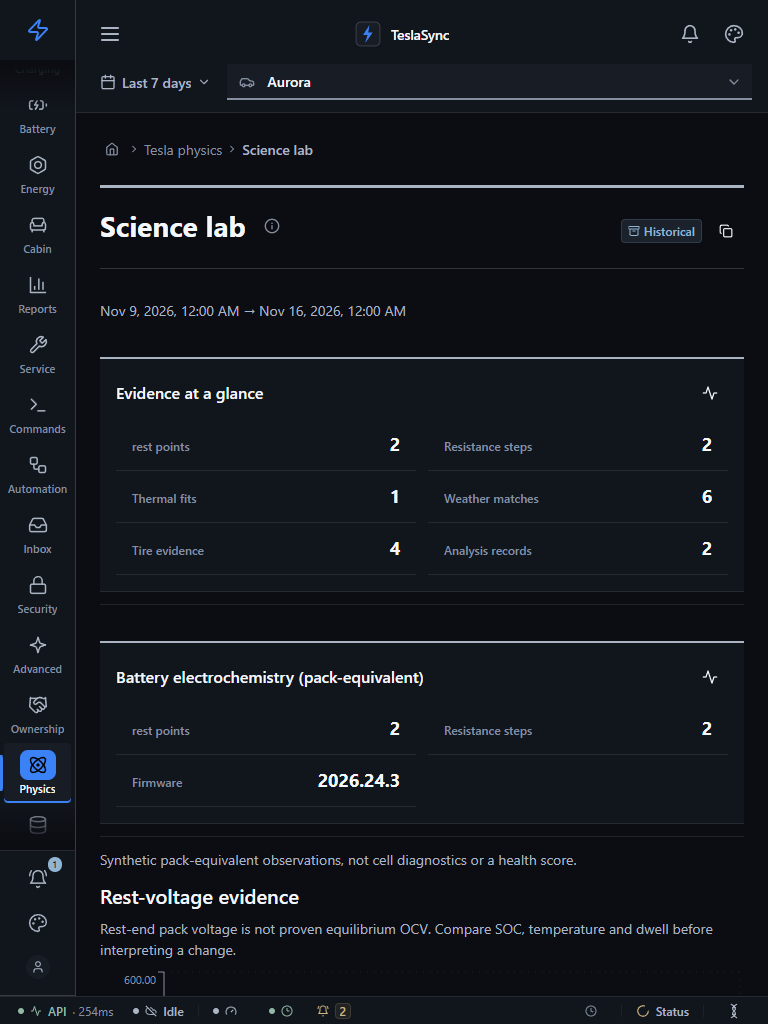 TeslaSync
Last 7 days
Aurora
Battery
Energy
Cabin
Reports
Service
Commands
Automation
Inbox
Security
Advanced
Ownership
Physics
1
Tesla physics
Science lab
Science lab
Historical
Nov 9, 2026, 12:00 AM → Nov 16, 2026, 12:00 AM
Evidence at a glance
rest points 2
Resistance steps 2
Thermal fits 1
Weather matches 6
Tire evidence 4
Analysis records 2
Battery electrochemistry (pack-equivalent)
rest points 2
Resistance steps 2
Firmware 2026.24.3
Synthetic pack-equivalent observations, not cell diagnostics or a health score.
Rest-voltage evidence
Rest-end pack voltage is not proven equilibrium OCV. Compare SOC, temperature and dwell before
interpreting a change.
600.00
API · 254ms
Idle
2
Status